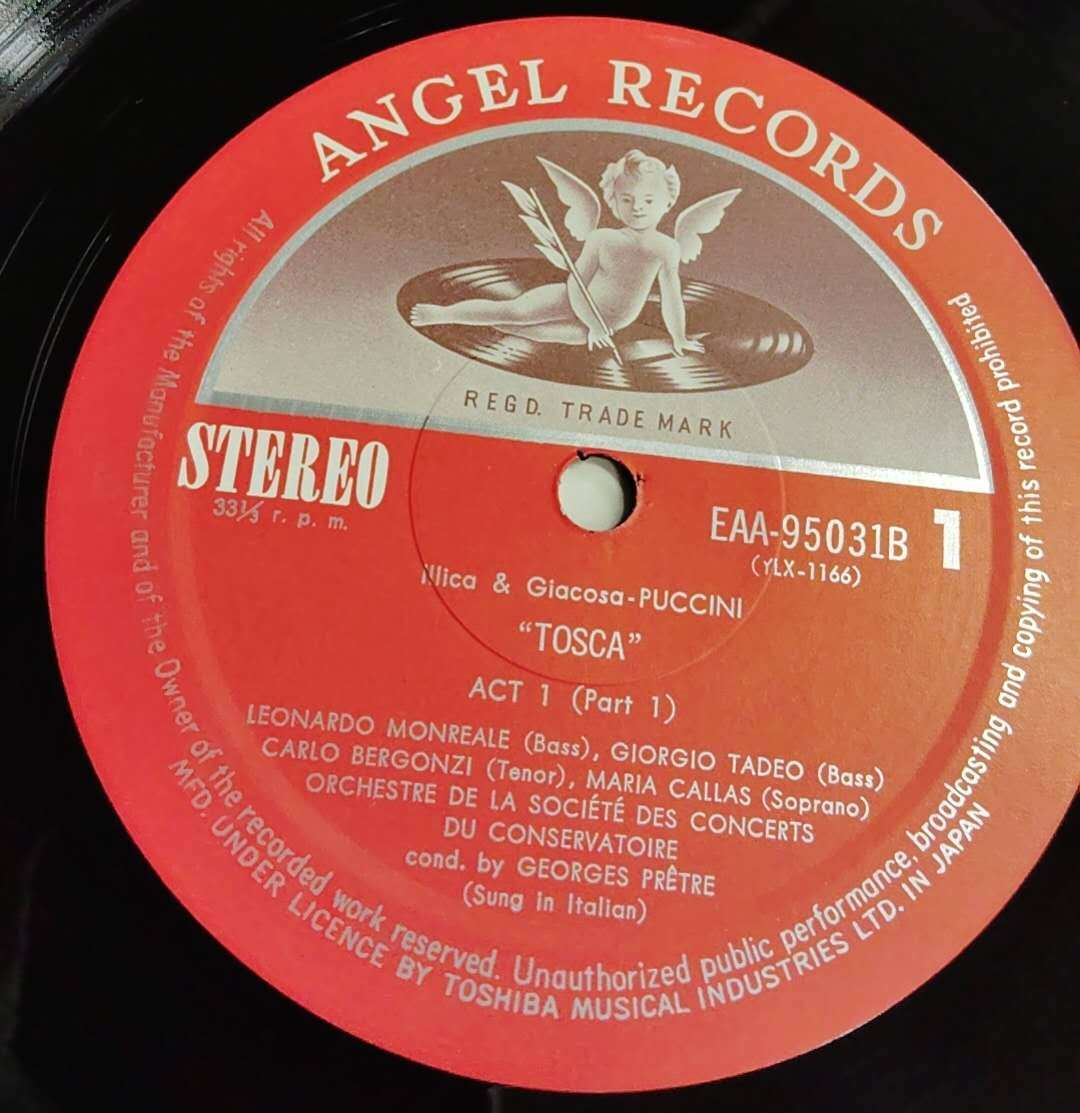 ANGEL RECORDS
REGD. TRADE MARK
STEREO
33⅓ r. p. m.
EAA-95031B 1
(YLX-1166)
Illica & Giacosa-PUCCINI
"TOSCA"
ACT 1 (Part 1)
LEONARDO MONREALE (Bass), GIORGIO TADEO (Bass)
CARLO BERGONZI (Tenor), MARIA CALLAS (Soprano)
ORCHESTRE DE LA SOCIÉTÉ DES CONCERTS
DU CONSERVATOIRE
cond. by GEORGES PRÊTRE
(Sung in Italian)
All rights of the Manufacturer and of the Owner of the recorded work reserved. Unauthorized public performance, broadcasting and copying of this record prohibited
MFD. UNDER LICENCE BY TOSHIBA MUSICAL INDUSTRIES LTD. IN JAPAN